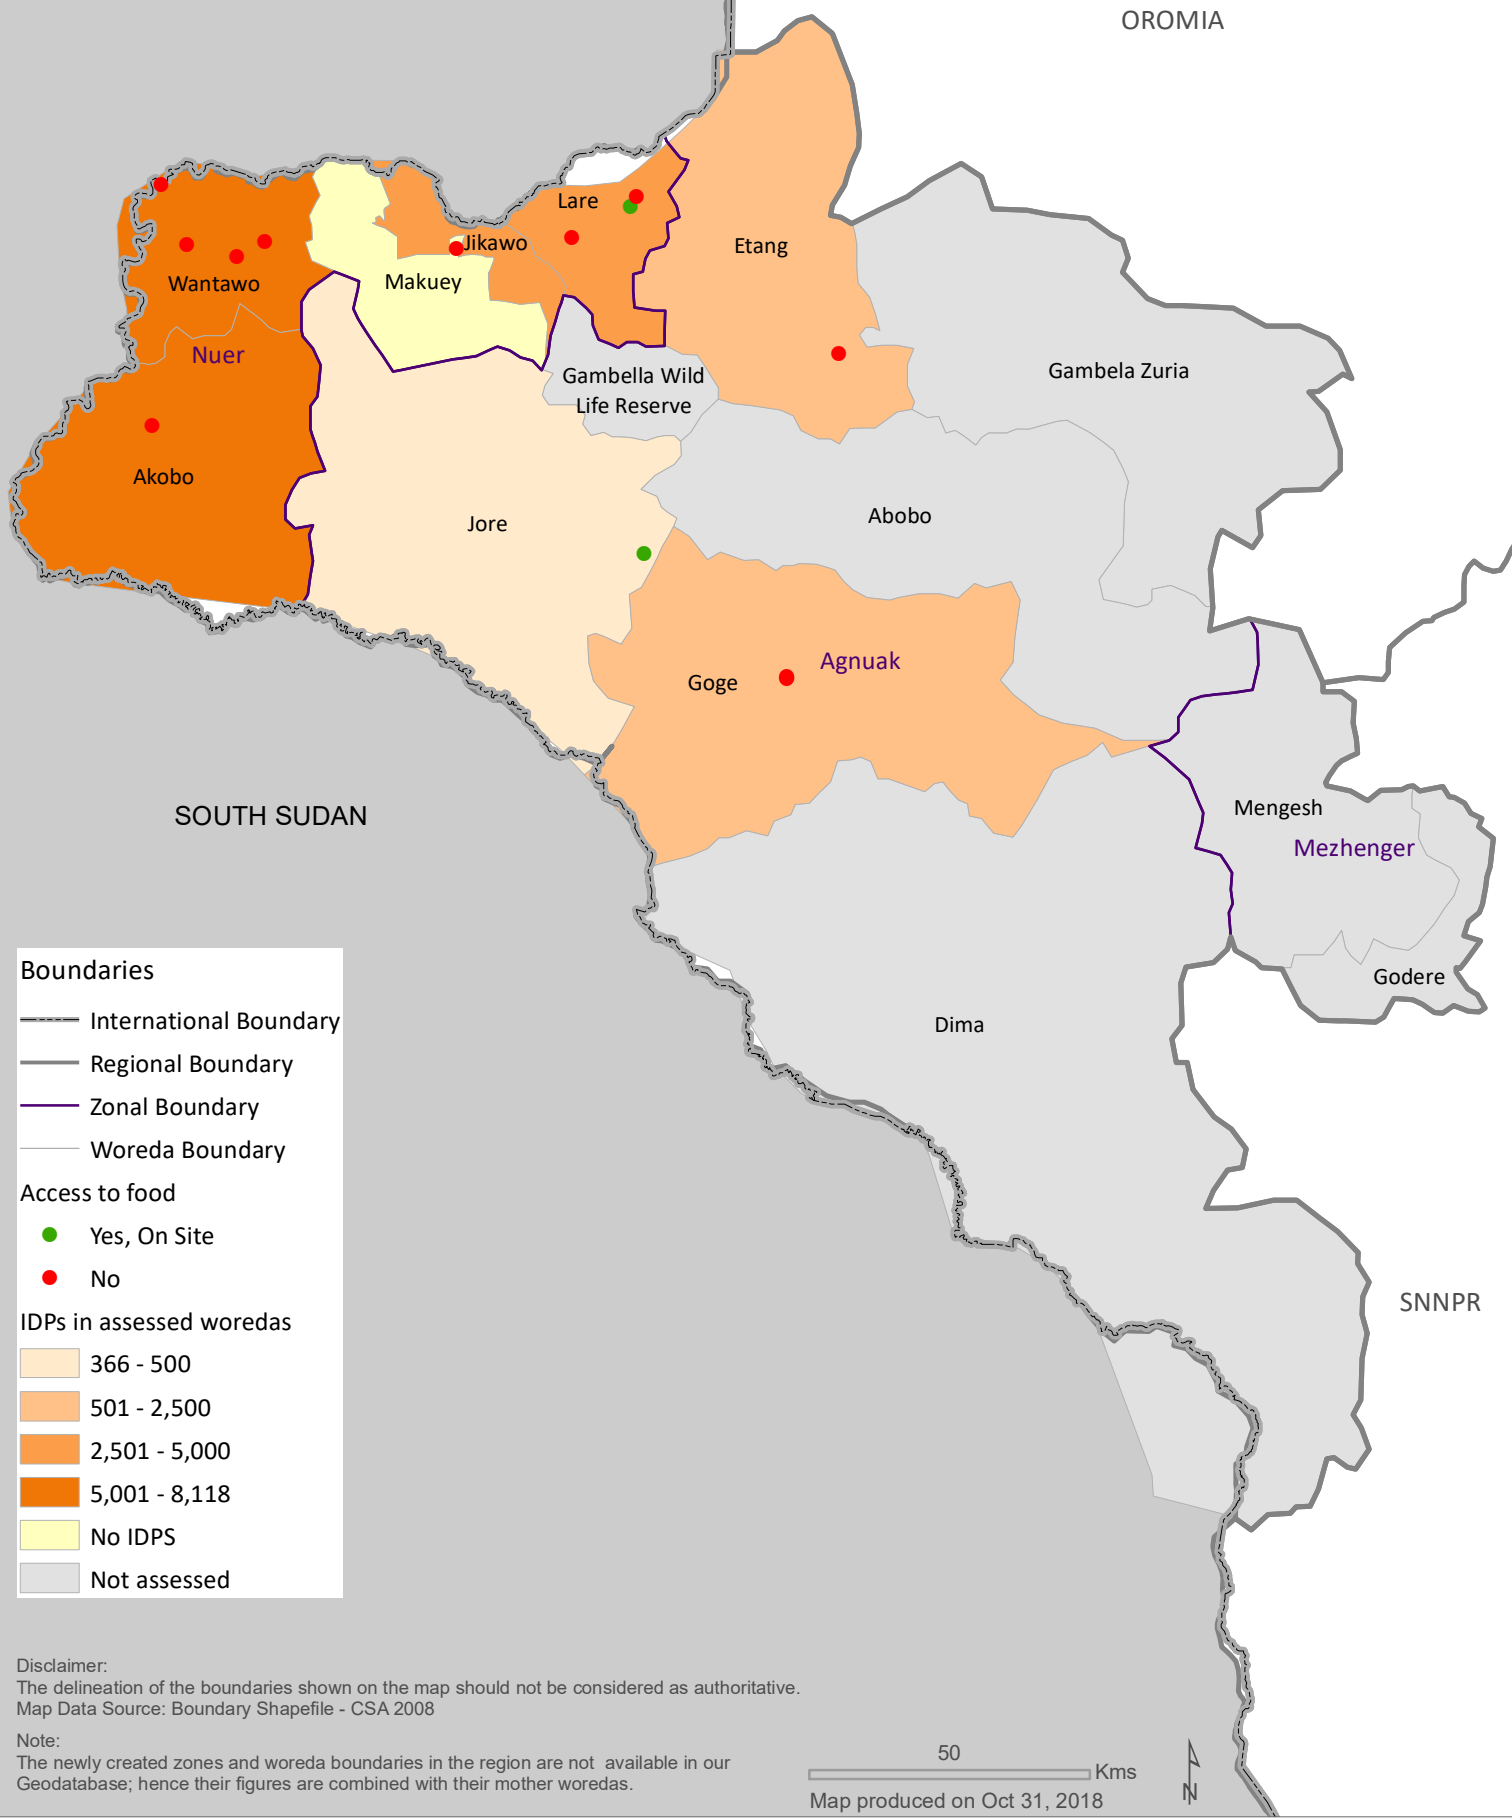 OROMIA
Lare
Jikawo
Etang
Makuey
Wantawo
Nuer
Gambella Wild
Life Reserve
Gambela Zuria
Akobo
Jore
Abobo
Agnuak
Goge
SOUTH SUDAN
Mengesh
Mezhenger
Godere
Dima
SNNPR
Boundaries
International Boundary
Regional Boundary
Zonal Boundary
Woreda Boundary
Access to food
Yes, On Site
No
IDPs in assessed woredas
366 - 500
501 - 2,500
2,501 - 5,000
5,001 - 8,118
No IDPS
Not assessed
Disclaimer:
The delineation of the boundaries shown on the map should not be considered as authoritative.
Map Data Source: Boundary Shapefile - CSA 2008
Note:
The newly created zones and woreda boundaries in the region are not available in our
Geodatabase; hence their figures are combined with their mother woredas.
50
Kms
Map produced on Oct 31, 2018
N